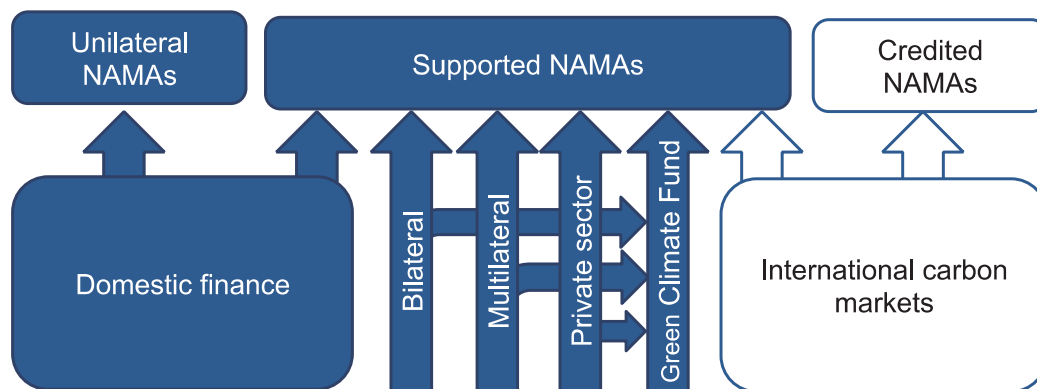 Unilateral
NAMAs
Supported NAMAs
Credited
NAMAs
Domestic finance
Bilateral
Multilateral
Private sector
Green Climate Fund
International carbon
markets